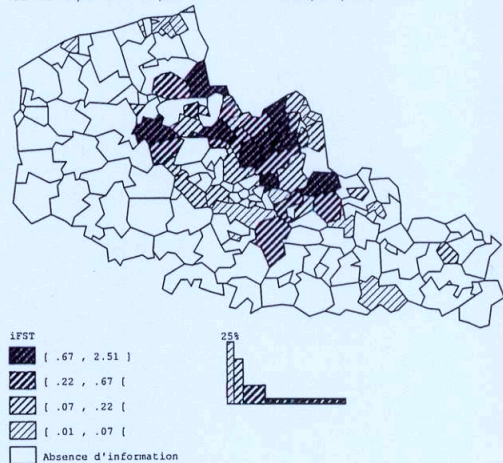 iFST
25%
[ .67 , 2.51 ]
[ .22 , .67 [
[ .07 , .22 [
[ .01 , .07 [
Absence d'information